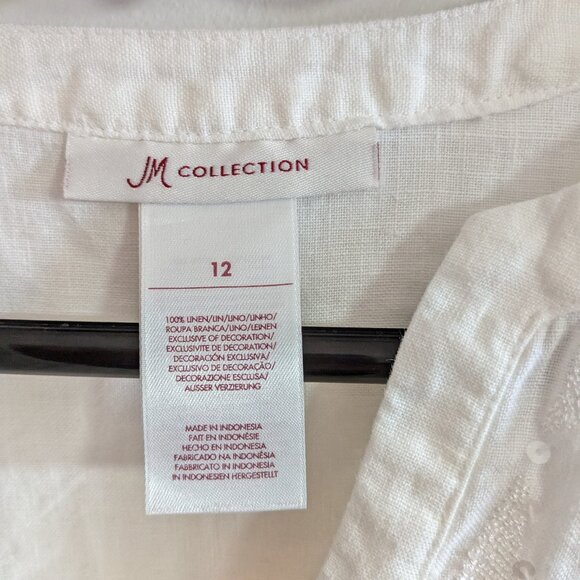 JM COLLECTION
12
100% LINEN/LIN/LINO/LINHO/
ROUPA BRANCA/LINO/LEINEN
EXCLUSIVE OF DECORATION/
EXCLUSIVITE DE DECORATION/
DECORACIÓN EXCLUSIVA/
EXCLUSIVO DE DECORAÇÃO/
DECORAZIONE ESCLUSA/
AUSSER VERZIERUNG
MADE IN INDONESIA
FAIT EN INDONÉSIE
HECHO EN INDONESIA
FABRICADO NA INDONÉSIA
FABBRICATO IN INDONESIA
IN INDONESIEN HERGESTELLT